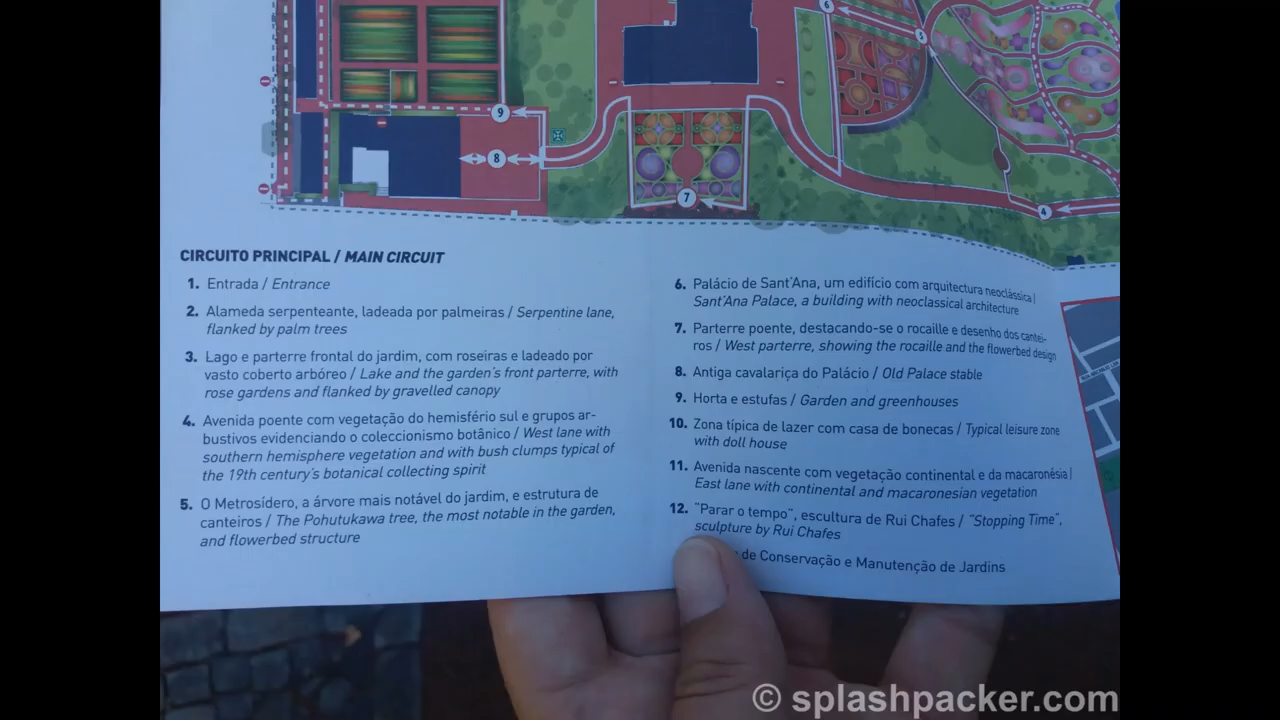 6
5
9
8
7
4
CIRCUITO PRINCIPAL / MAIN CIRCUIT
1. Entrada / Entrance
2. Alameda serpenteante, ladeada por palmeiras / Serpentine lane,
flanked by palm trees
3. Lago e parterre frontal do jardim, com roseiras e ladeado por
vasto coberto arbóreo / Lake and the garden's front parterre, with
rose gardens and flanked by gravelled canopy
4. Avenida poente com vegetação do hemisfério sul e grupos ar-
bustivos evidenciando o coleccionismo botânico / West lane with
southern hemisphere vegetation and with bush clumps typical of
the 19th century's botanical collecting spirit
5. O Metrosídero, a árvore mais notável do jardim, e estrutura de
canteiros / The Pohutukawa tree, the most notable in the garden,
and flowerbed structure
6. Palácio de Sant'Ana, um edifício com arquitectura neoclássica /
Sant'Ana Palace, a building with neoclassical architecture
7. Parterre poente, destacando-se o rocaille e desenho dos cantei-
ros / West parterre, showing the rocaille and the flowerbed design
8. Antiga cavalariça do Palácio / Old Palace stable
9. Horta e estufas / Garden and greenhouses
10. Zona típica de lazer com casa de bonecas / Typical leisure zone
with doll house
11. Avenida nascente com vegetação continental e da macaronésia /
East lane with continental and macaronesian vegetation
12. "Parar o tempo", escultura de Rui Chafes / "Stopping Time",
sculpture by Rui Chafes
de Conservação e Manutenção de Jardins
© splashpacker.com